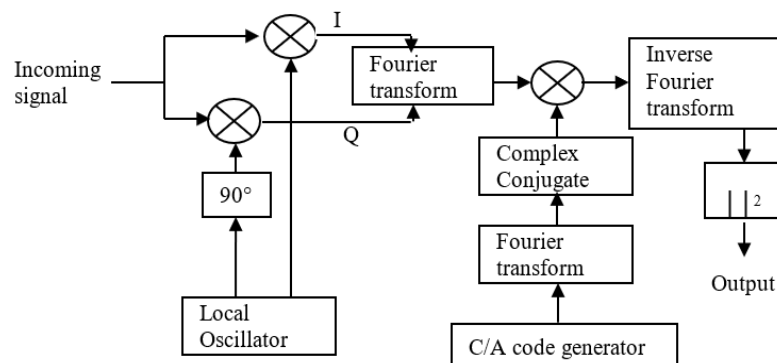 Incoming
signal
I
Q
90°
Local
Oscillator
Fourier
transform
Complex
Conjugate
Fourier
transform
C/A code generator
Inverse
Fourier
transform
| | 2
Output